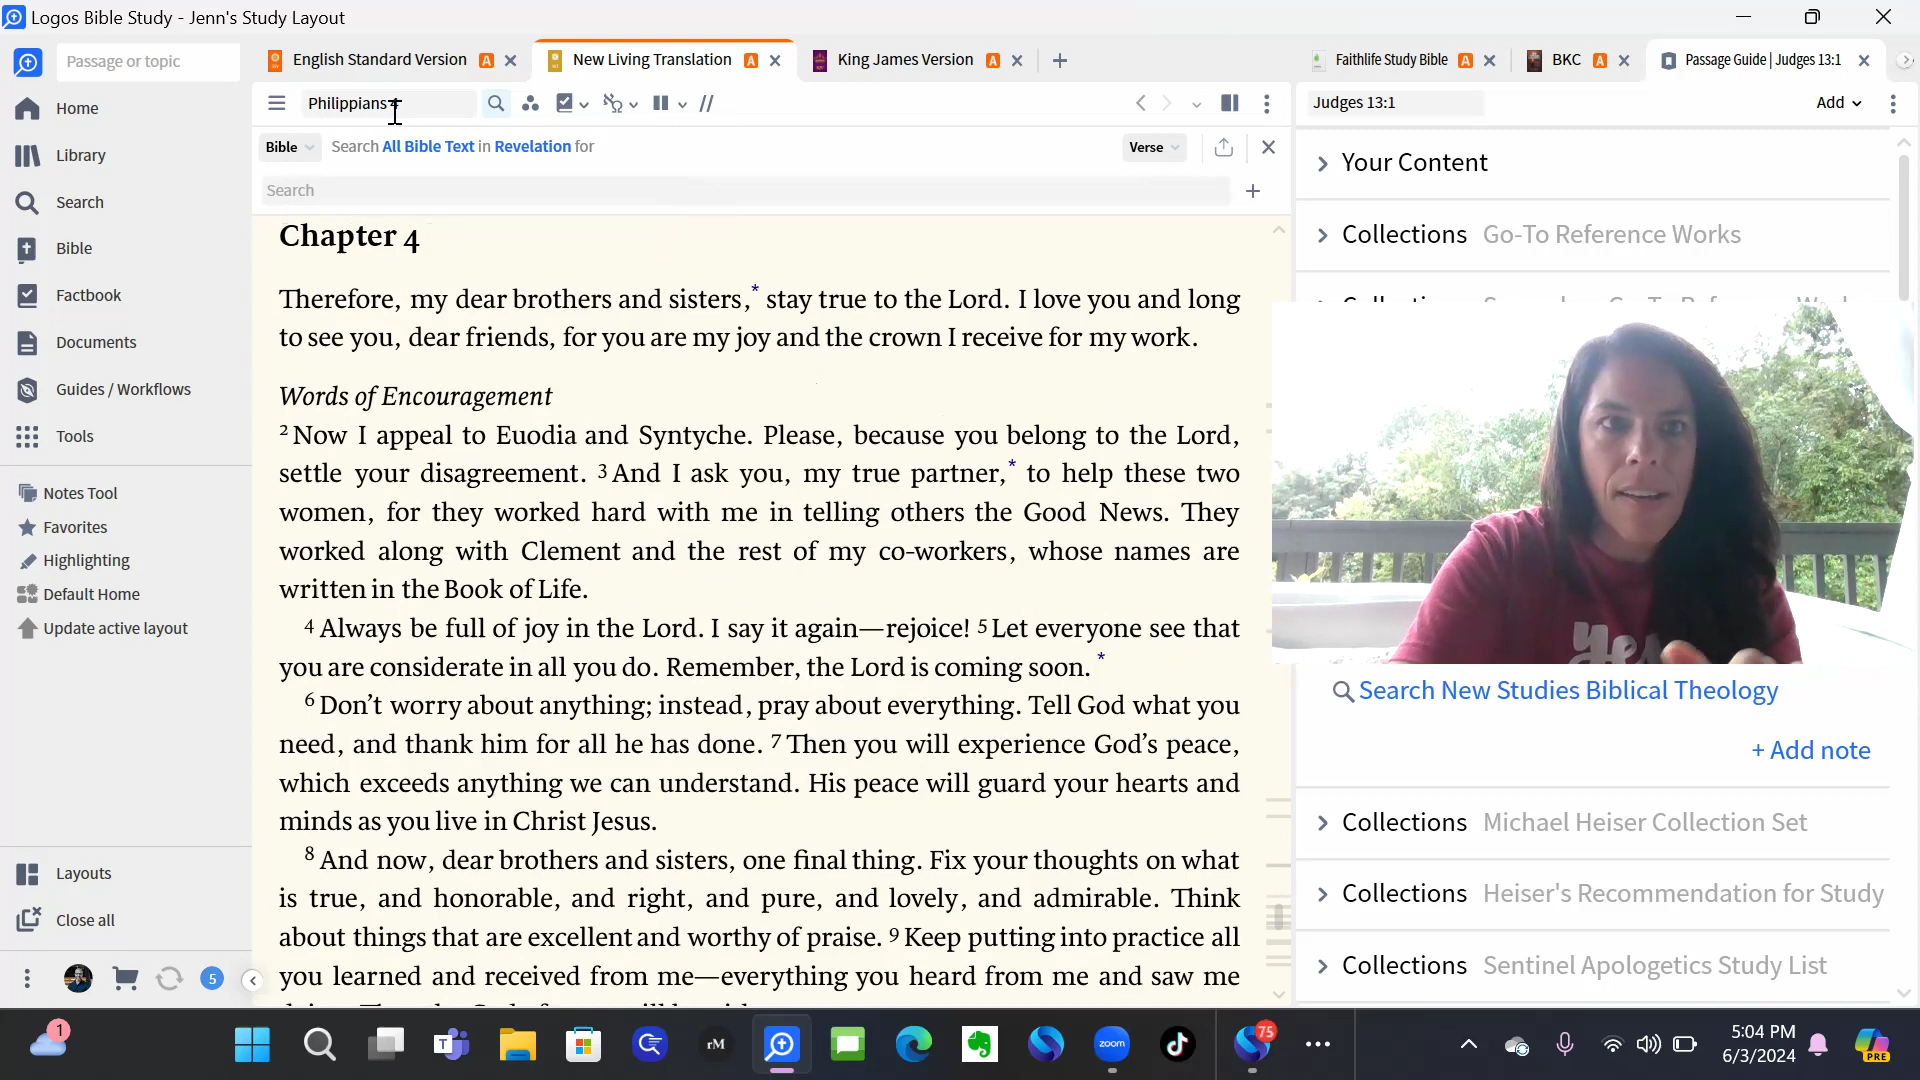 Logos Bible Study - Jenn's Study Layout
Passage or topic
English Standard Version A
New Living Translation A
King James Version A
Faithlife Study Bible A
BKC A
Passage Guide | Judges 13:1
Home
Library
Search
Bible
Factbook
Documents
Guides / Workflows
Tools
Notes Tool
Favorites
Highlighting
Default Home
Update active layout
Layouts
Close all
5
Philippians 4
Bible
Search All Bible Text in Revelation for
Verse
Search
Chapter 4
Therefore, my dear brothers and sisters,* stay true to the Lord. I love you and long
to see you, dear friends, for you are my joy and the crown I receive for my work.
Words of Encouragement
2 Now I appeal to Euodia and Syntyche. Please, because you belong to the Lord,
settle your disagreement. 3 And I ask you, my true partner,* to help these two
women, for they worked hard with me in telling others the Good News. They
worked along with Clement and the rest of my co-workers, whose names are
written in the Book of Life.
4 Always be full of joy in the Lord. I say it again—rejoice! 5 Let everyone see that
you are considerate in all you do. Remember, the Lord is coming soon.*
6 Don't worry about anything; instead, pray about everything. Tell God what you
need, and thank him for all he has done. 7 Then you will experience God's peace,
which exceeds anything we can understand. His peace will guard your hearts and
minds as you live in Christ Jesus.
8 And now, dear brothers and sisters, one final thing. Fix your thoughts on what
is true, and honorable, and right, and pure, and lovely, and admirable. Think
about things that are excellent and worthy of praise. 9 Keep putting into practice all
you learned and received from me—everything you heard from me and saw me
Judges 13:1
Add
Your Content
Collections Go-To Reference Works
Search New Studies Biblical Theology
+ Add note
Collections Michael Heiser Collection Set
Collections Heiser's Recommendation for Study
Collections Sentinel Apologetics Study List
1
rM
zoom
75
5:04 PM
6/3/2024
PRE